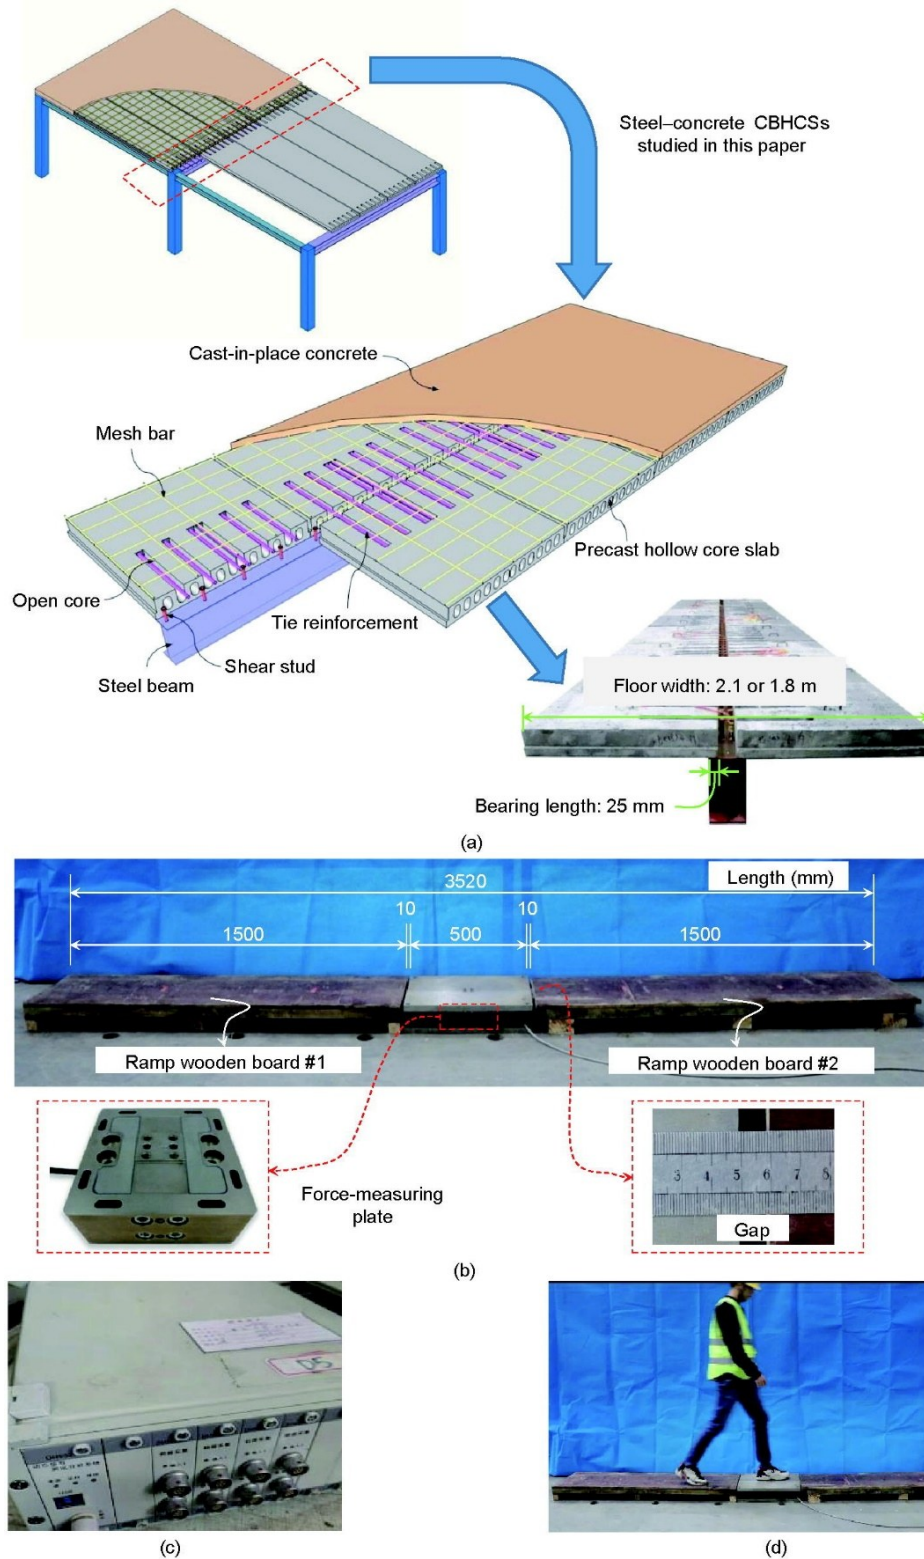 Steel–concrete CBHCSs
studied in this paper
Cast-in-place concrete
Mesh bar
Precast hollow core slab
Open core
Tie reinforcement
Shear stud
Steel beam
Floor width: 2.1 or 1.8 m
Bearing length: 25 mm
(a)
Length (mm)
3520
10 10
1500 500 1500
Ramp wooden board #1
Ramp wooden board #2
Force-measuring
plate
3 4 5 6 7 8
Gap
(b)
05
(c)
(d)